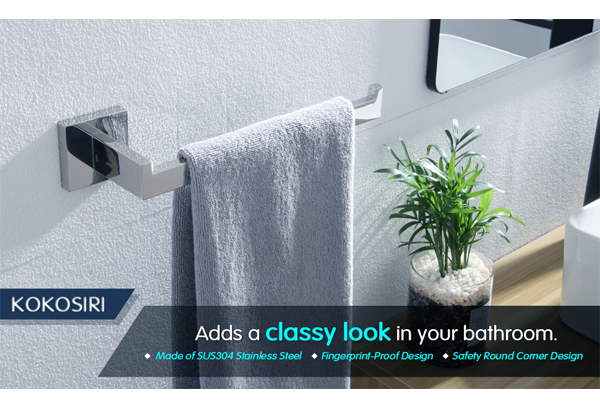 KOKOSIRI
Adds a classy look in your bathroom.
◆ Made of SUS304 Stainless Steel ◆ Fingerprint-Proof Design ◆ Safety Round Corner Design